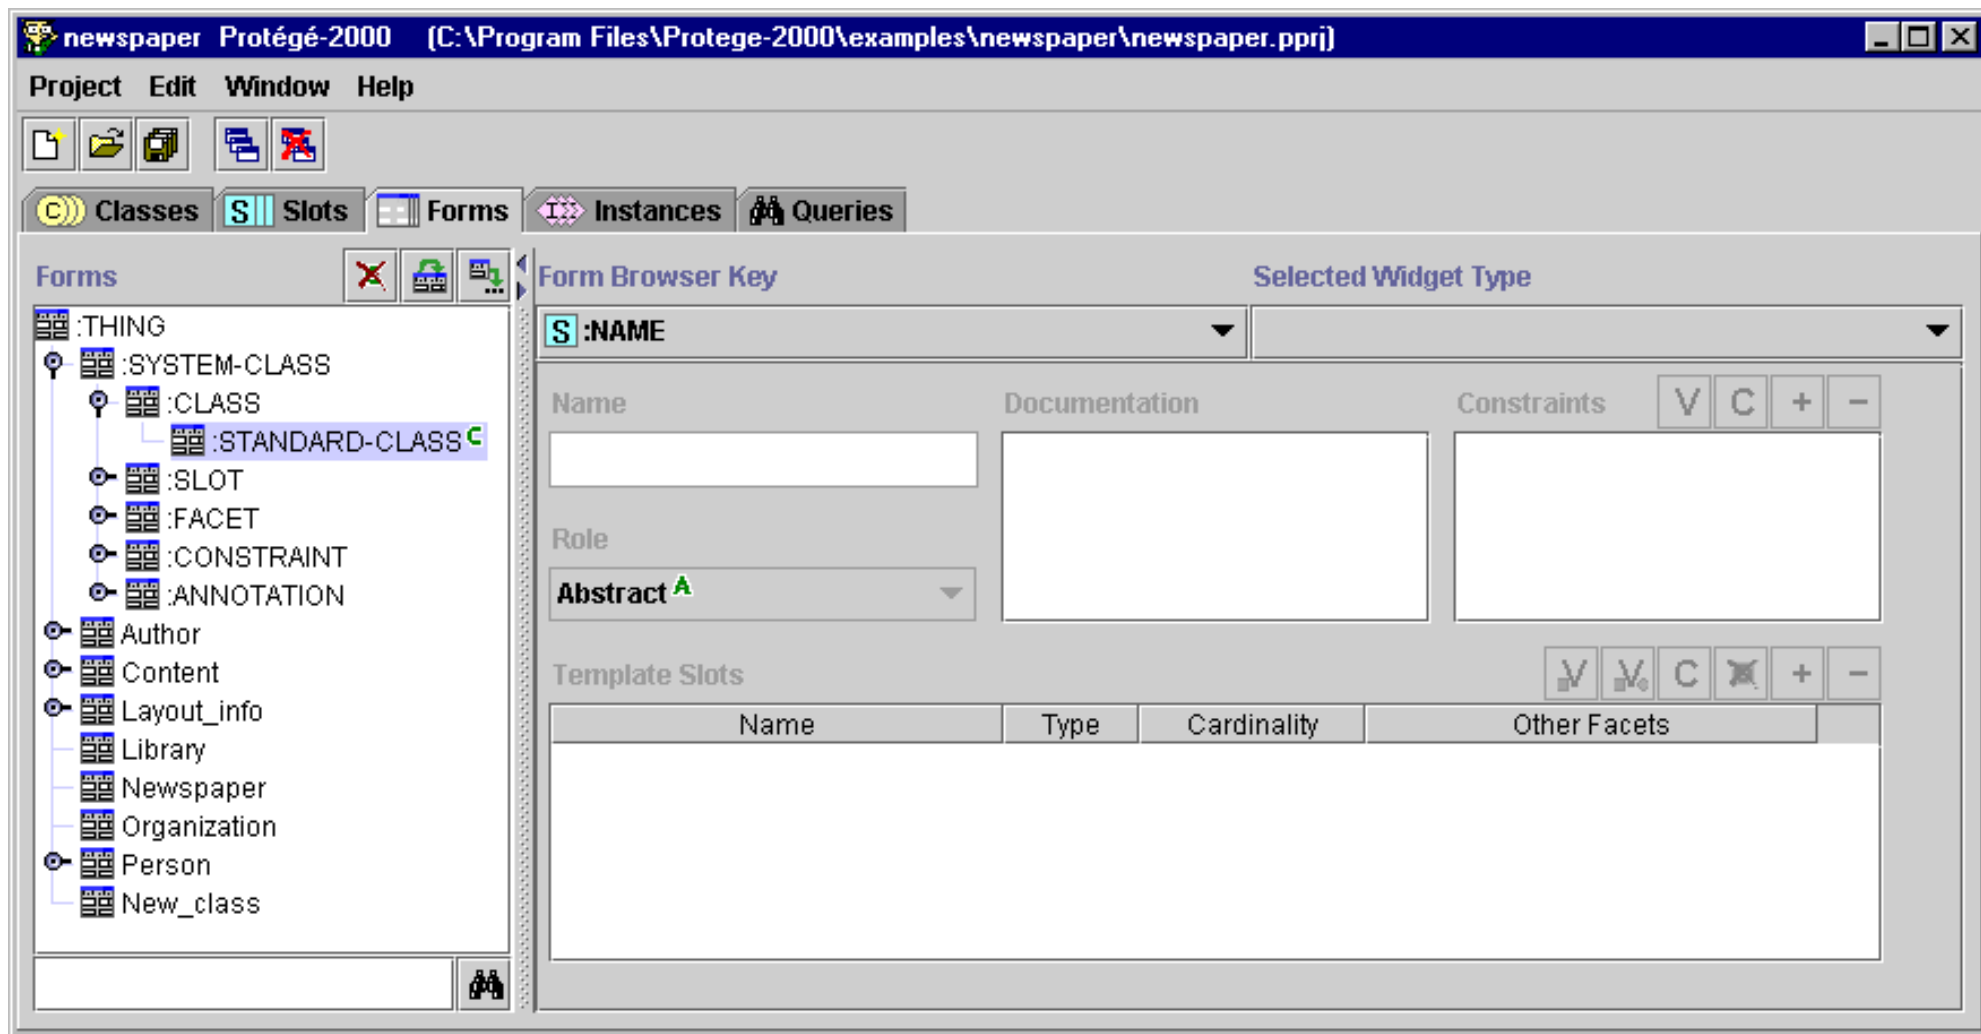 newspaper Protégé-2000 (C:\Program Files\Protege-2000\examples\newspaper\newspaper.pprj)
Project Edit Window Help
C Classes S Slots Forms I Instances Queries
Forms
:THING
:SYSTEM-CLASS
:CLASS
:STANDARD-CLASS C
:SLOT
:FACET
:CONSTRAINT
:ANNOTATION
Author
Content
Layout_info
Library
Newspaper
Organization
Person
New_class
Form Browser Key
S :NAME
Selected Widget Type
Name
Documentation
Constraints V C + -
Role
Abstract A
Template Slots V V C + -
Name Type Cardinality Other Facets